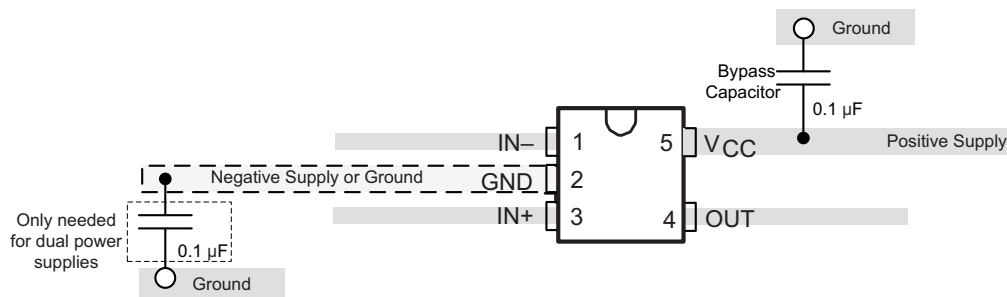 Ground
Bypass
Capacitor
0.1 µF
IN– 1 5 VCC Positive Supply
Negative Supply or Ground GND 2
IN+ 3 4 OUT
Only needed
for dual power
supplies
0.1 µF
Ground